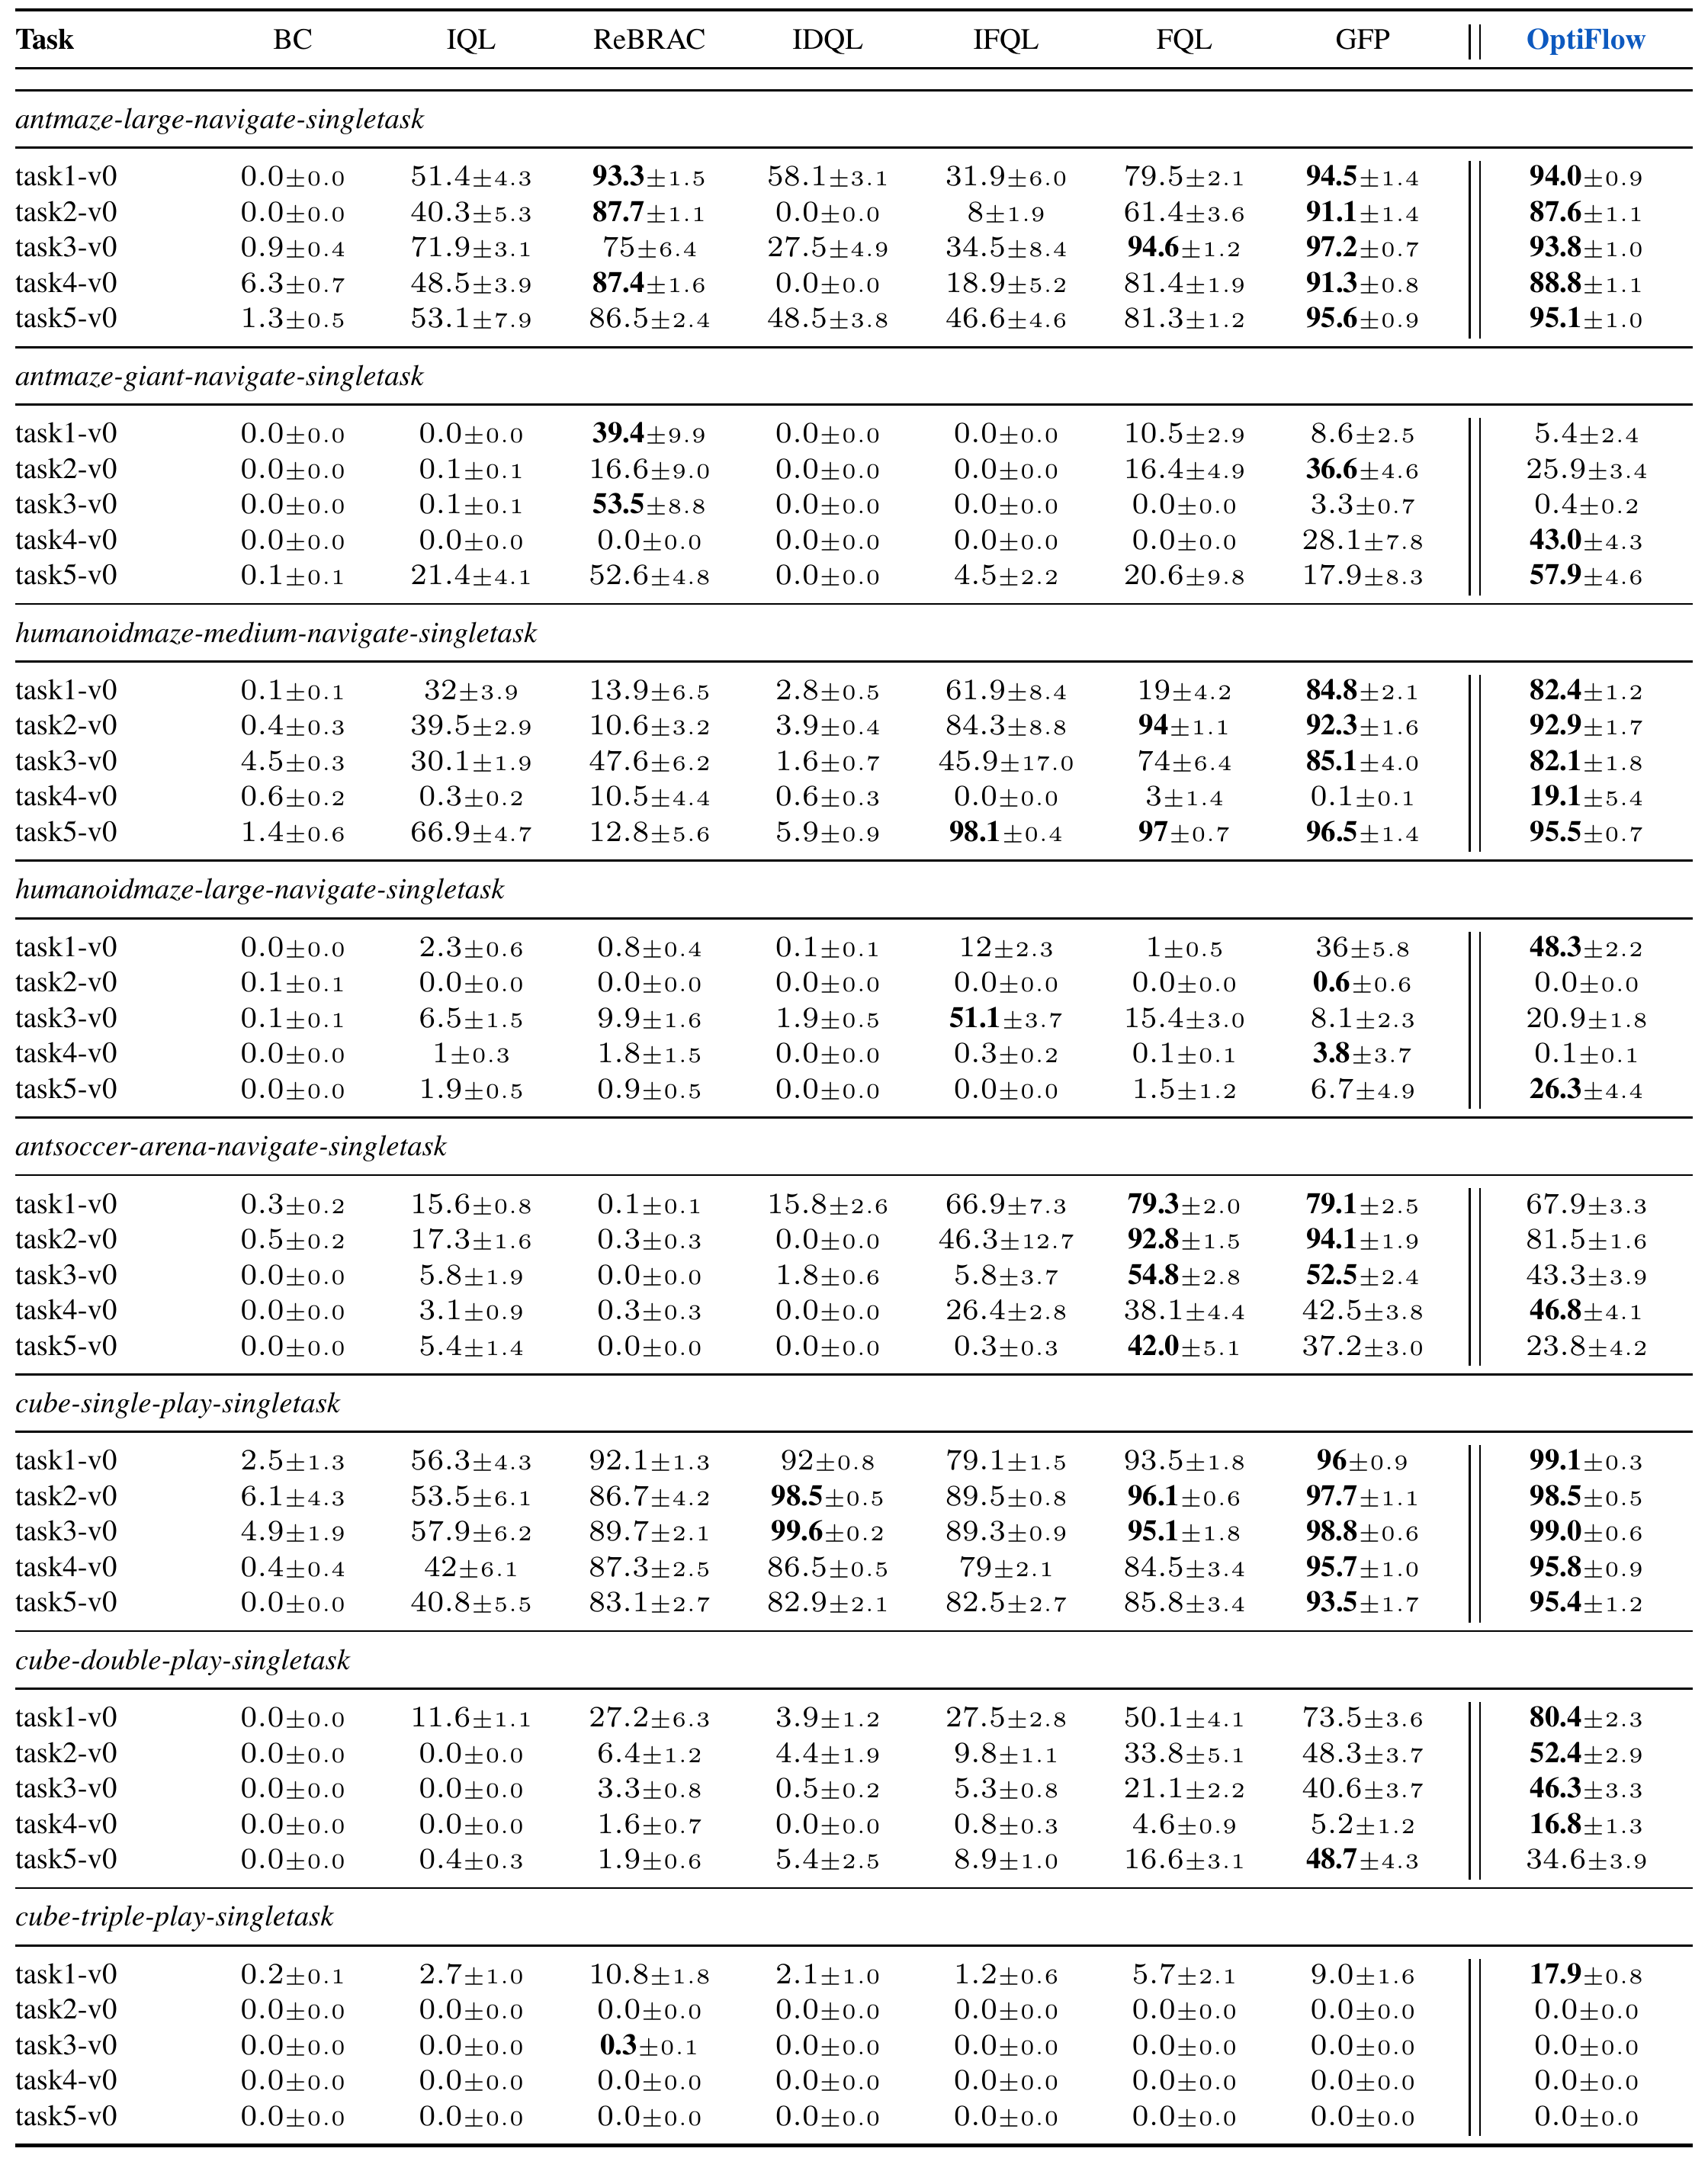 Task BC IQL ReBRAC IDQL IFQL FQL GFP OptiFlow
antmaze-large-navigate-singletask
task1-v0 0.0±0.0 51.4±4.3 93.3±1.5 58.1±3.1 31.9±6.0 79.5±2.1 94.5±1.4 94.0±0.9
task2-v0 0.0±0.0 40.3±5.3 87.7±1.1 0.0±0.0 8±1.9 61.4±3.6 91.1±1.4 87.6±1.1
task3-v0 0.9±0.4 71.9±3.1 75±6.4 27.5±4.9 34.5±8.4 94.6±1.2 97.2±0.7 93.8±1.0
task4-v0 6.3±0.7 48.5±3.9 87.4±1.6 0.0±0.0 18.9±5.2 81.4±1.9 91.3±0.8 88.8±1.1
task5-v0 1.3±0.5 53.1±7.9 86.5±2.4 48.5±3.8 46.6±4.6 81.3±1.2 95.6±0.9 95.1±1.0
antmaze-giant-navigate-singletask
task1-v0 0.0±0.0 0.0±0.0 39.4±9.9 0.0±0.0 0.0±0.0 10.5±2.9 8.6±2.5 5.4±2.4
task2-v0 0.0±0.0 0.1±0.1 16.6±9.0 0.0±0.0 0.0±0.0 16.4±4.9 36.6±4.6 25.9±3.4
task3-v0 0.0±0.0 0.1±0.1 53.5±8.8 0.0±0.0 0.0±0.0 0.0±0.0 3.3±0.7 0.4±0.2
task4-v0 0.0±0.0 0.0±0.0 0.0±0.0 0.0±0.0 0.0±0.0 0.0±0.0 28.1±7.8 43.0±4.3
task5-v0 0.1±0.1 21.4±4.1 52.6±4.8 0.0±0.0 4.5±2.2 20.6±9.8 17.9±8.3 57.9±4.6
humanoidmaze-medium-navigate-singletask
task1-v0 0.1±0.1 32±3.9 13.9±6.5 2.8±0.5 61.9±8.4 19±4.2 84.8±2.1 82.4±1.2
task2-v0 0.4±0.3 39.5±2.9 10.6±3.2 3.9±0.4 84.3±8.8 94±1.1 92.3±1.6 92.9±1.7
task3-v0 4.5±0.3 30.1±1.9 47.6±6.2 1.6±0.7 45.9±17.0 74±6.4 85.1±4.0 82.1±1.8
task4-v0 0.6±0.2 0.3±0.2 10.5±4.4 0.6±0.3 0.0±0.0 3±1.4 0.1±0.1 19.1±5.4
task5-v0 1.4±0.6 66.9±4.7 12.8±5.6 5.9±0.9 98.1±0.4 97±0.7 96.5±1.4 95.5±0.7
humanoidmaze-large-navigate-singletask
task1-v0 0.0±0.0 2.3±0.6 0.8±0.4 0.1±0.1 12±2.3 1±0.5 36±5.8 48.3±2.2
task2-v0 0.1±0.1 0.0±0.0 0.0±0.0 0.0±0.0 0.0±0.0 0.0±0.0 0.6±0.6 0.0±0.0
task3-v0 0.1±0.1 6.5±1.5 9.9±1.6 1.9±0.5 51.1±3.7 15.4±3.0 8.1±2.3 20.9±1.8
task4-v0 0.0±0.0 1±0.3 1.8±1.5 0.0±0.0 0.3±0.2 0.1±0.1 3.8±3.7 0.1±0.1
task5-v0 0.0±0.0 1.9±0.5 0.9±0.5 0.0±0.0 0.0±0.0 1.5±1.2 6.7±4.9 26.3±4.4
antsoccer-arena-navigate-singletask
task1-v0 0.3±0.2 15.6±0.8 0.1±0.1 15.8±2.6 66.9±7.3 79.3±2.0 79.1±2.5 67.9±3.3
task2-v0 0.5±0.2 17.3±1.6 0.3±0.3 0.0±0.0 46.3±12.7 92.8±1.5 94.1±1.9 81.5±1.6
task3-v0 0.0±0.0 5.8±1.9 0.0±0.0 1.8±0.6 5.8±3.7 54.8±2.8 52.5±2.4 43.3±3.9
task4-v0 0.0±0.0 3.1±0.9 0.3±0.3 0.0±0.0 26.4±2.8 38.1±4.4 42.5±3.8 46.8±4.1
task5-v0 0.0±0.0 5.4±1.4 0.0±0.0 0.0±0.0 0.3±0.3 42.0±5.1 37.2±3.0 23.8±4.2
cube-single-play-singletask
task1-v0 2.5±1.3 56.3±4.3 92.1±1.3 92±0.8 79.1±1.5 93.5±1.8 96±0.9 99.1±0.3
task2-v0 6.1±4.3 53.5±6.1 86.7±4.2 98.5±0.5 89.5±0.8 96.1±0.6 97.7±1.1 98.5±0.5
task3-v0 4.9±1.9 57.9±6.2 89.7±2.1 99.6±0.2 89.3±0.9 95.1±1.8 98.8±0.6 99.0±0.6
task4-v0 0.4±0.4 42±6.1 87.3±2.5 86.5±0.5 79±2.1 84.5±3.4 95.7±1.0 95.8±0.9
task5-v0 0.0±0.0 40.8±5.5 83.1±2.7 82.9±2.1 82.5±2.7 85.8±3.4 93.5±1.7 95.4±1.2
cube-double-play-singletask
task1-v0 0.0±0.0 11.6±1.1 27.2±6.3 3.9±1.2 27.5±2.8 50.1±4.1 73.5±3.6 80.4±2.3
task2-v0 0.0±0.0 0.0±0.0 6.4±1.2 4.4±1.9 9.8±1.1 33.8±5.1 48.3±3.7 52.4±2.9
task3-v0 0.0±0.0 0.0±0.0 3.3±0.8 0.5±0.2 5.3±0.8 21.1±2.2 40.6±3.7 46.3±3.3
task4-v0 0.0±0.0 0.0±0.0 1.6±0.7 0.0±0.0 0.8±0.3 4.6±0.9 5.2±1.2 16.8±1.3
task5-v0 0.0±0.0 0.4±0.3 1.9±0.6 5.4±2.5 8.9±1.0 16.6±3.1 48.7±4.3 34.6±3.9
cube-triple-play-singletask
task1-v0 0.2±0.1 2.7±1.0 10.8±1.8 2.1±1.0 1.2±0.6 5.7±2.1 9.0±1.6 17.9±0.8
task2-v0 0.0±0.0 0.0±0.0 0.0±0.0 0.0±0.0 0.0±0.0 0.0±0.0 0.0±0.0 0.0±0.0
task3-v0 0.0±0.0 0.0±0.0 0.3±0.1 0.0±0.0 0.0±0.0 0.0±0.0 0.0±0.0 0.0±0.0
task4-v0 0.0±0.0 0.0±0.0 0.0±0.0 0.0±0.0 0.0±0.0 0.0±0.0 0.0±0.0 0.0±0.0
task5-v0 0.0±0.0 0.0±0.0 0.0±0.0 0.0±0.0 0.0±0.0 0.0±0.0 0.0±0.0 0.0±0.0